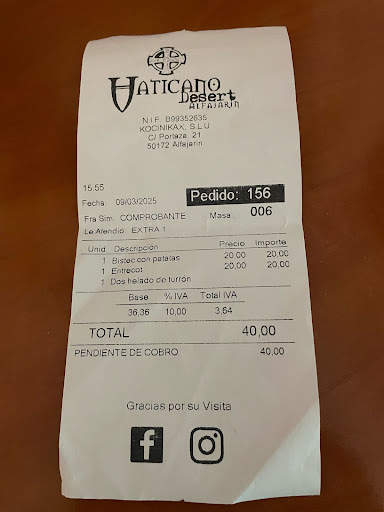 VATICANO
Desert
ALFAJARIN
N.I.F. B99352635
KOCINIKAX, S.L.U
C/ Portaza 21
50172 Alfajarin
15:55
Fecha: 09/03/2025 Pedido: 156
Fra Sim: COMPROBANTE Mesa: 006
Le Atendió: EXTRA 1
Unid. Descripción Precio Importe
1 Bistec con patatas 20,00 20,00
1 Entrecot 20,00 20,00
1 Dos helado de turrón
Base % IVA Total IVA
36,36 10,00 3,64
TOTAL 40,00
PENDIENTE DE COBRO 40,00
Gracias por su Visita